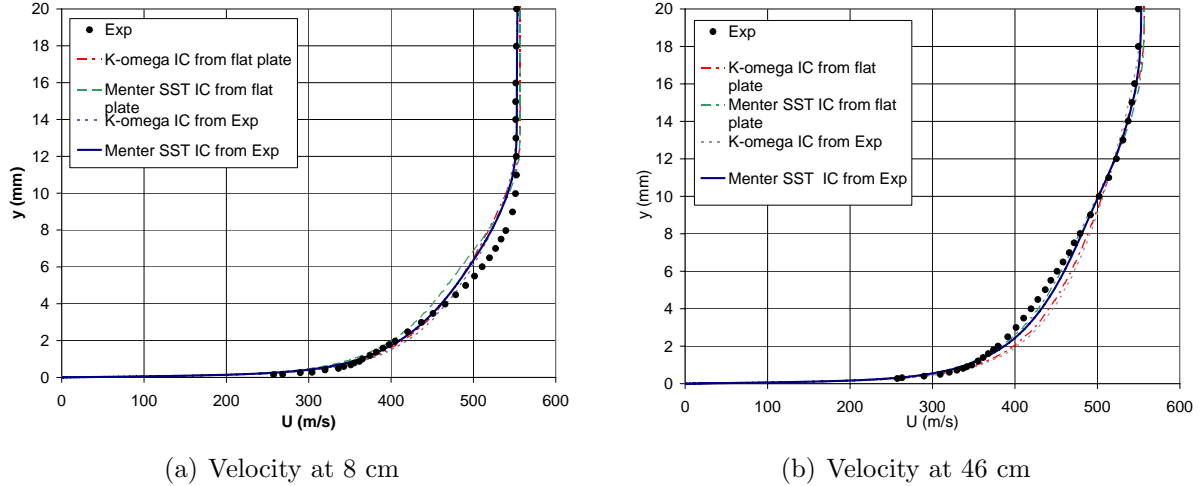 20
18
16
14
12
10
8
6
4
2
0
y (mm)
Exp
K-omega IC from flat plate
Menter SST IC from flat
plate
K-omega IC from Exp
Menter SST IC from Exp
0 100 200 300 400 500 600
U (m/s)
(a) Velocity at 8 cm
20
18
16
14
12
10
8
6
4
2
0
y (mm)
Exp
K-omega IC from flat
plate
Menter SST IC from flat
plate
K-omega IC from Exp
Menter SST IC from Exp
0 100 200 300 400 500 600
U (m/s)
(b) Velocity at 46 cm